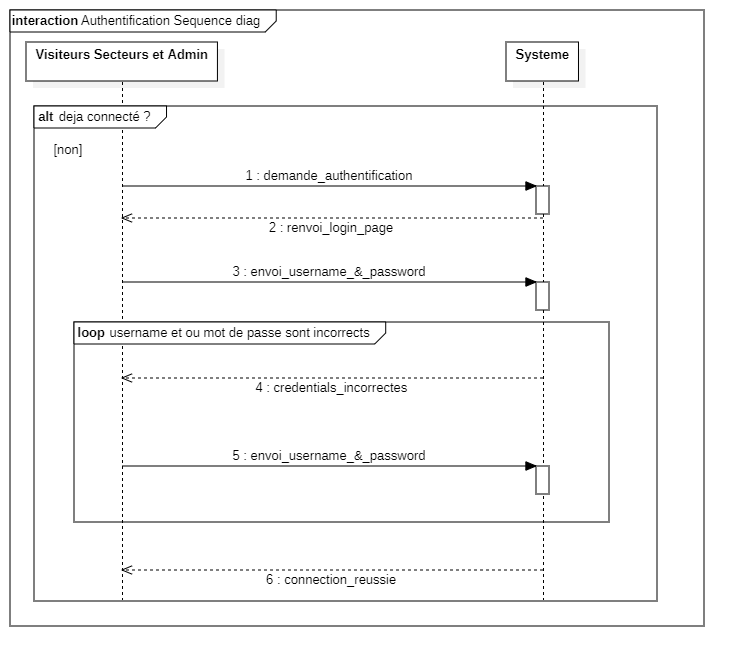 interaction Authentification Sequence diag
Visiteurs Secteurs et Admin
Systeme
alt deja connecté ?
[non]
1 : demande_authentification
2 : renvoi_login_page
3 : envoi_username_&_password
loop username et ou mot de passe sont incorrects
4 : credentials_incorrectes
5 : envoi_username_&_password
6 : connection_reussie